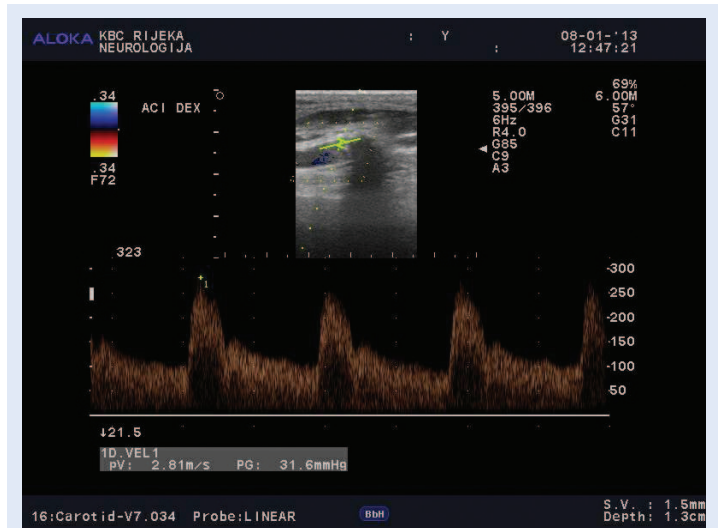 ALOKA KBC RIJEKA : Y 08-01-'13
NEUROLOGIJA : 12:47:21
69%
.34 5.00M 6.00M
ACI DEX 395/396 57°
6Hz G31
R4.0 C11
G85
C9
.34 A3
F72
323
300
1 250
200
150
100
50
↓21.5
1D.VEL1
pV: 2.81m/s PG: 31.6mmHg
S.V. : 1.5mm
16:Carotid-V7.034 Probe:LINEAR BbH Depth: 1.3cm